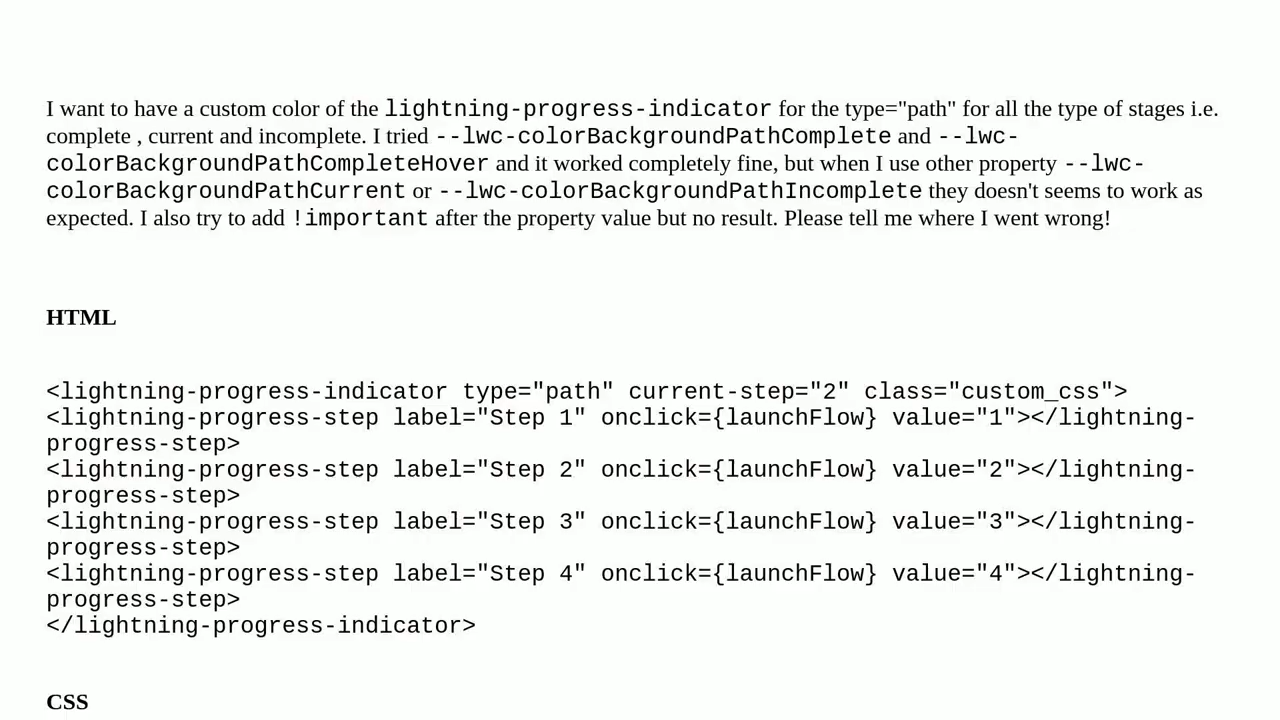 I want to have a custom color of the lightning-progress-indicator for the type="path" for all the type of stages i.e.
complete , current and incomplete. I tried --lwc-colorBackgroundPathComplete and --lwc-
colorBackgroundPathCompleteHover and it worked completely fine, but when I use other property --lwc-
colorBackgroundPathCurrent or --lwc-colorBackgroundPathIncomplete they doesn't seems to work as
expected. I also try to add !important after the property value but no result. Please tell me where I went wrong!
HTML
<lightning-progress-indicator type="path" current-step="2" class="custom_css">
<lightning-progress-step label="Step 1" onclick={launchFlow} value="1"></lightning-
progress-step>
<lightning-progress-step label="Step 2" onclick={launchFlow} value="2"></lightning-
progress-step>
<lightning-progress-step label="Step 3" onclick={launchFlow} value="3"></lightning-
progress-step>
<lightning-progress-step label="Step 4" onclick={launchFlow} value="4"></lightning-
progress-step>
</lightning-progress-indicator>
CSS